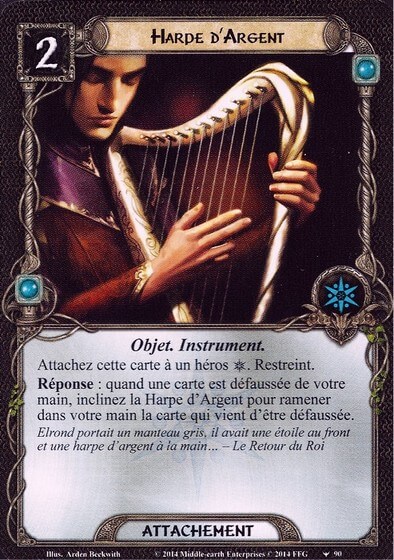 2
HARPE D'ARGENT
Objet. Instrument.
Attachez cette carte à un héros . Restreint.
Réponse : quand une carte est défaussée de votre
main, inclinez la Harpe d'Argent pour ramener
dans votre main la carte qui vient d'être défaussée.
Elrond portait un manteau gris, il avait une étoile au front
et une harpe d'argent à la main… – Le Retour du Roi
ATTACHEMENT
Illus. Arden Beckwith © 2014 Middle-earth Enterprises © 2014 FFG 90